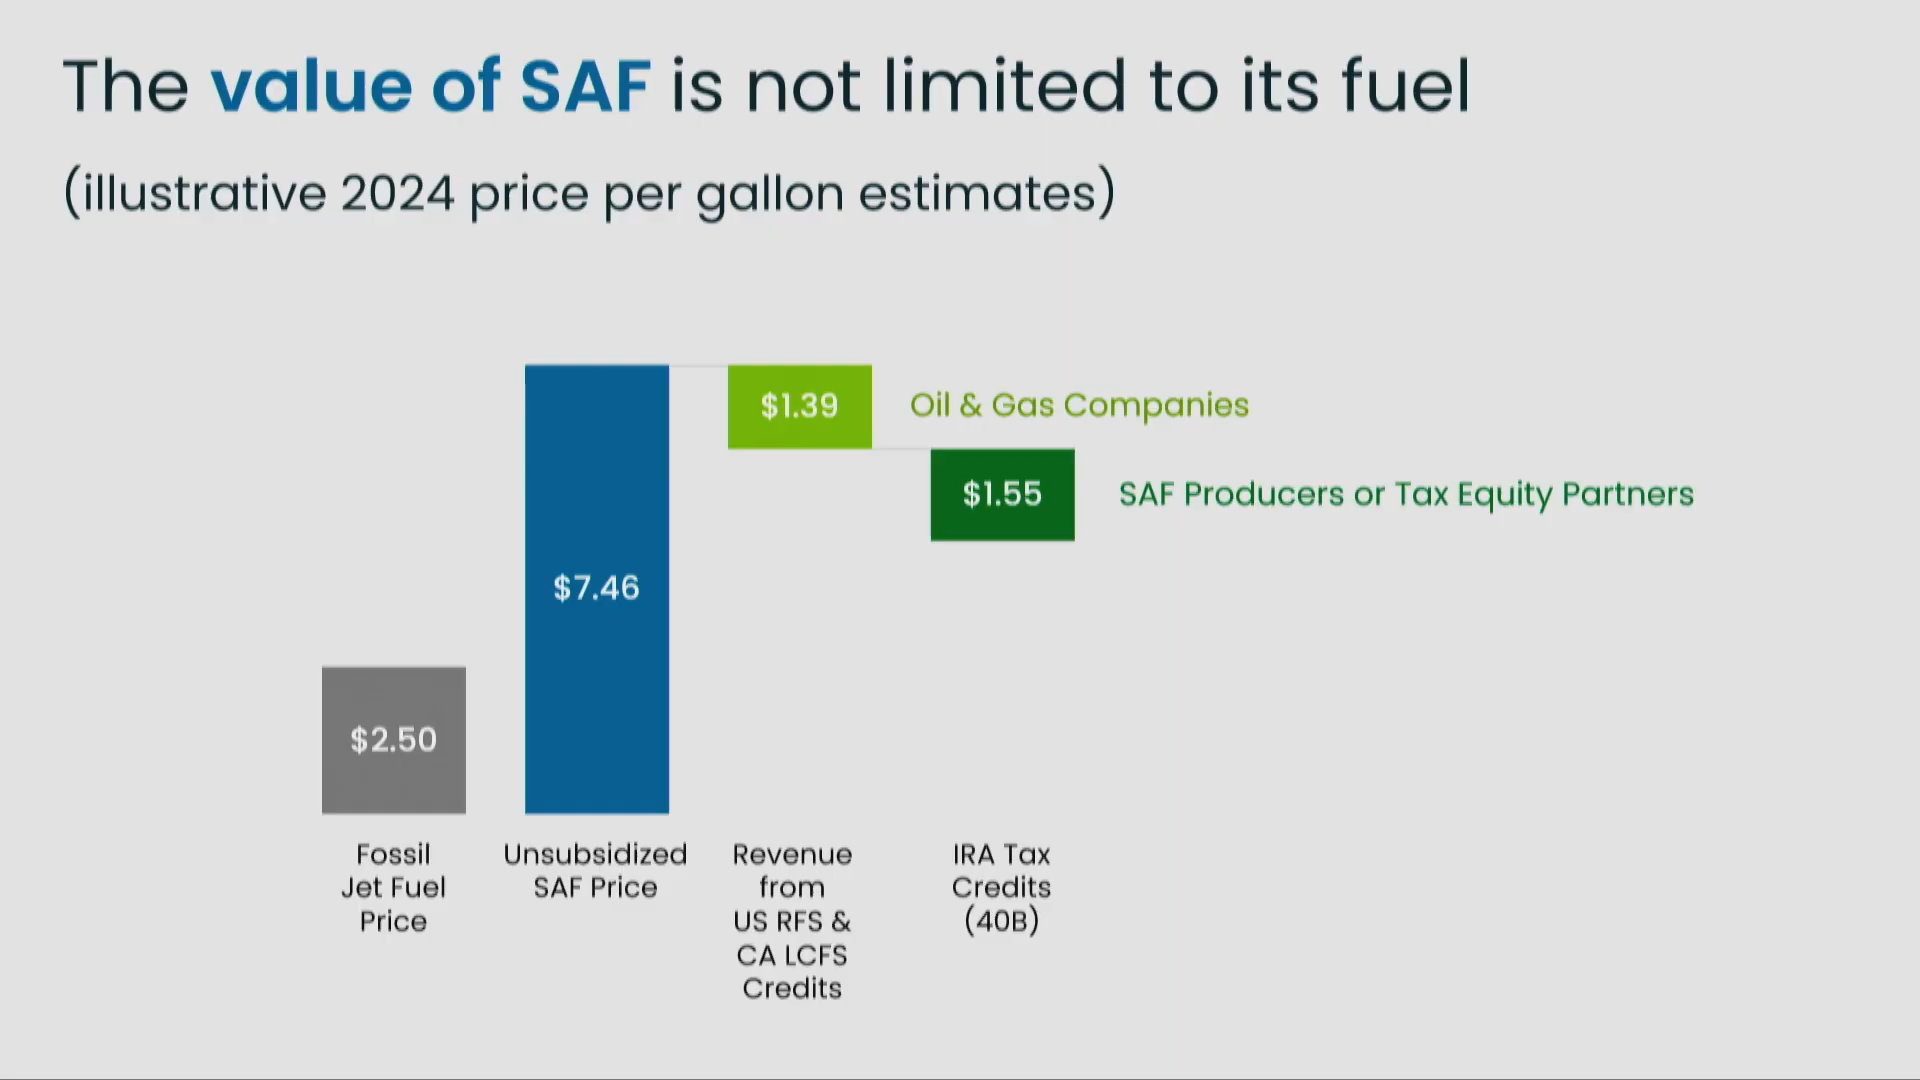 The value of SAF is not limited to its fuel
(illustrative 2024 price per gallon estimates)
$1.39 Oil & Gas Companies
$1.55 SAF Producers or Tax Equity Partners
$7.46
$2.50
Fossil
Jet Fuel
Price
Unsubsidized
SAF Price
Revenue
from
US RFS &
CA LCFS
Credits
IRA Tax
Credits
(40B)